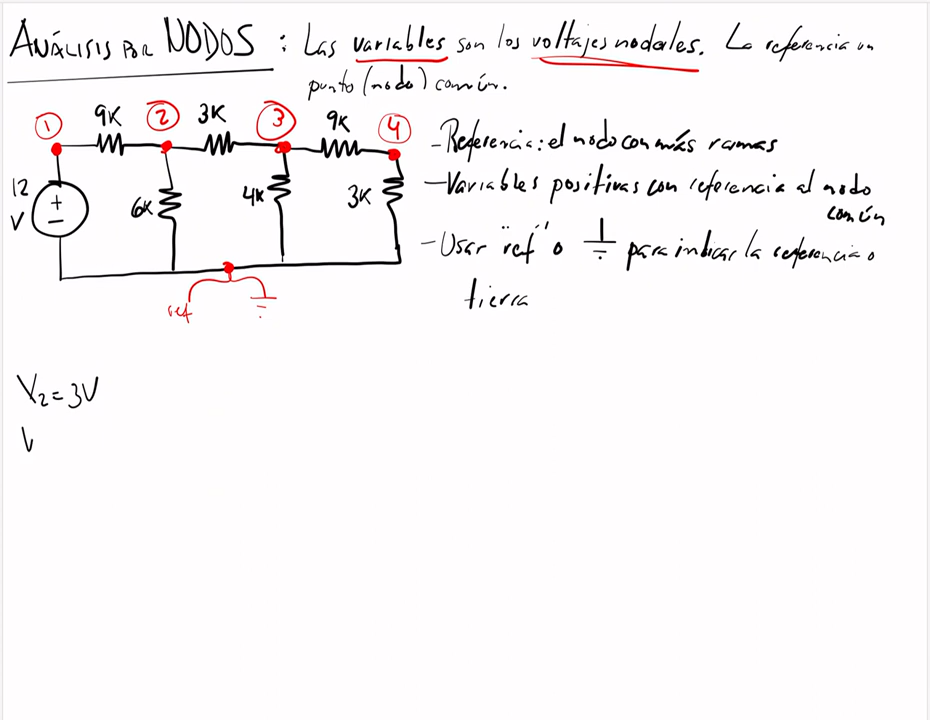 ANÁLISIS POR NODOS : Las variables son los voltajes nodales. La referencia un
punto (nodo) común.
1 9K 2 3K 3 9K 4
-Referencia: el nodo con más ramas
12 V + - 6K 4K 3K
-Variables positivas con referencia al nodo
común
-Usar "ref" o para indicar la referencia o
tierra
ref
V2 = 3V
V